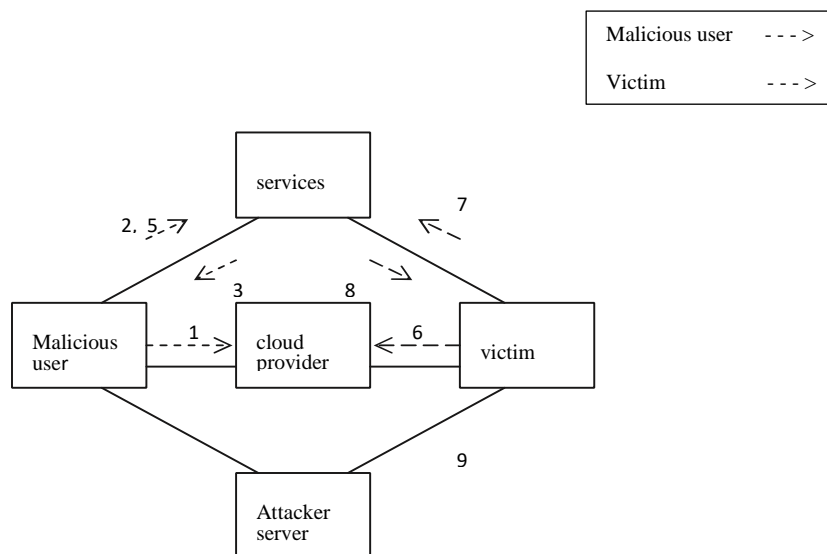 Malicious user --->
Victim --->
services
2, 5
7
3
8
Malicious
user
1
cloud
provider
6
victim
9
Attacker
server